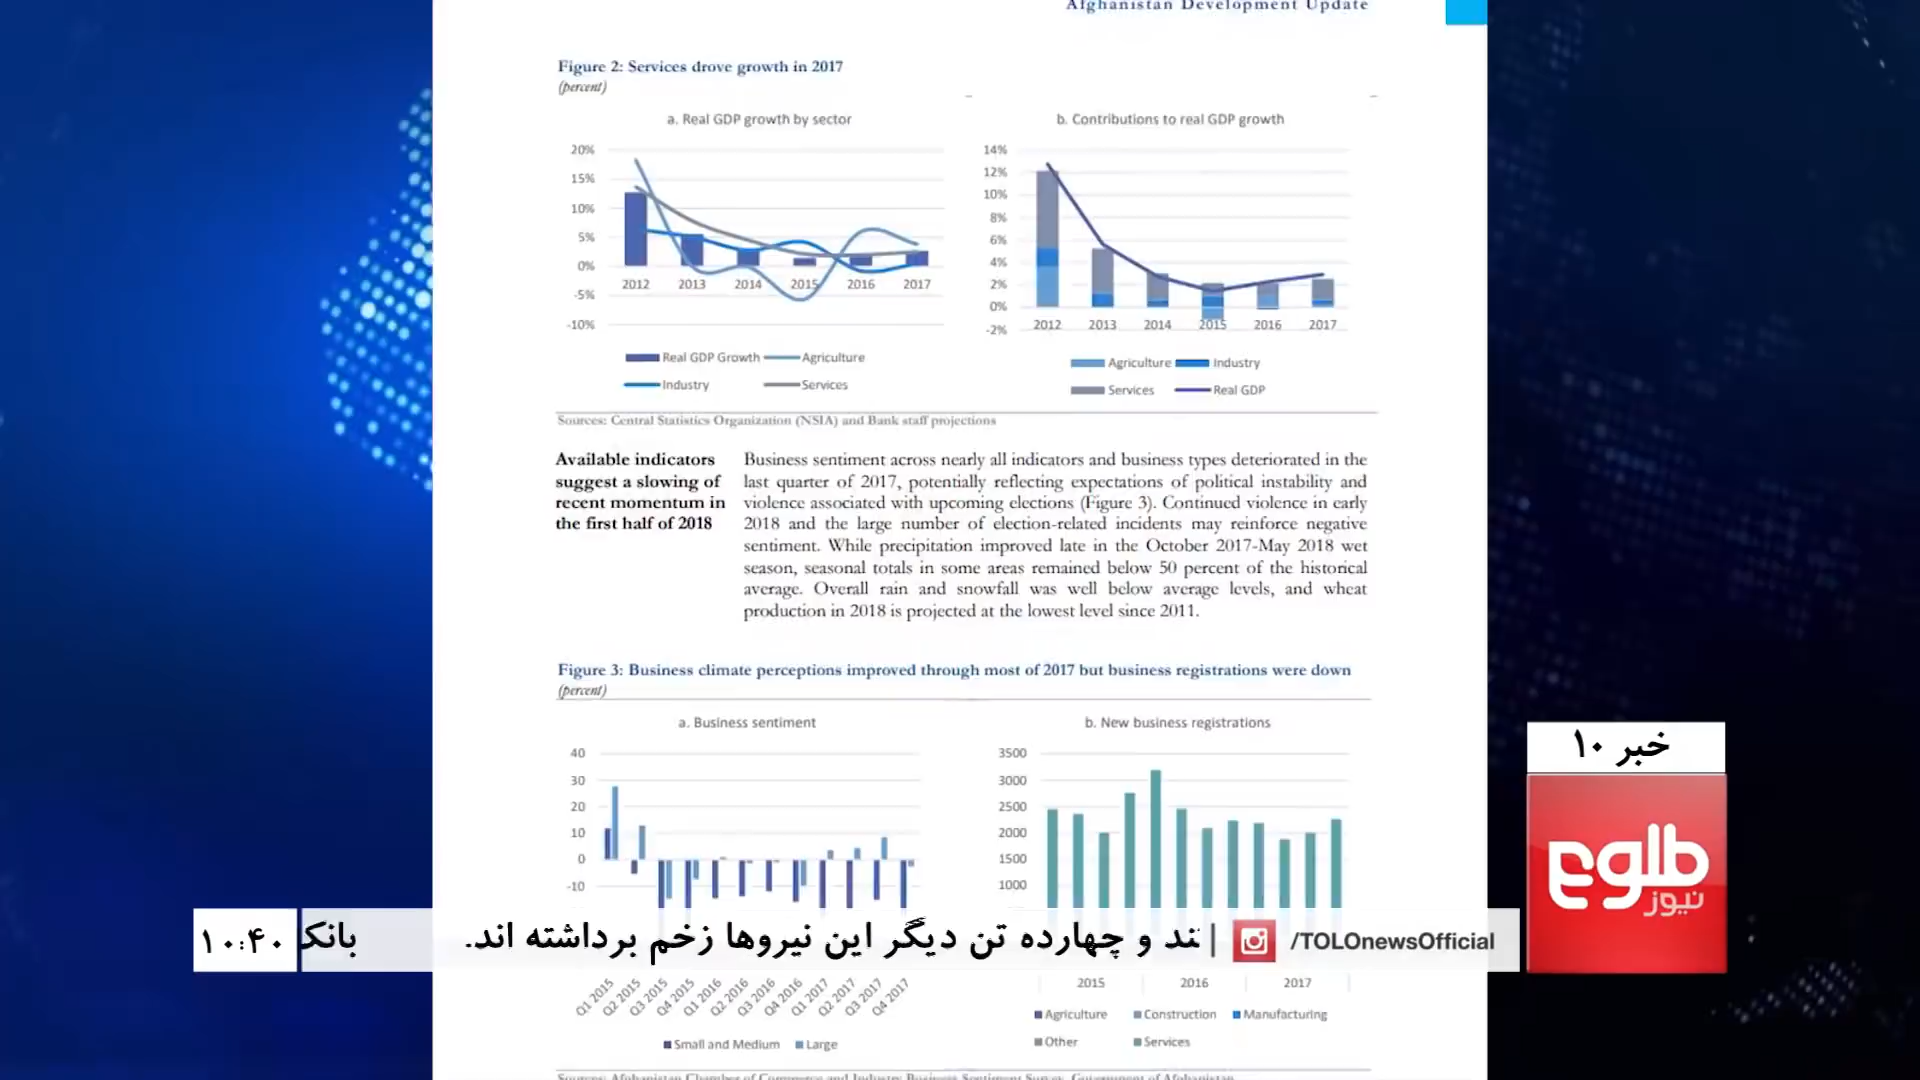 Afghanistan Development Update
Figure 2: Services drove growth in 2017
(percent)
a. Real GDP growth by sector
20%
15%
10%
5%
0%
-5%
-10%
2012 2013 2014 2015 2016 2017
Real GDP Growth Agriculture
Industry Services
b. Contributions to real GDP growth
14%
12%
10%
8%
6%
4%
2%
0%
-2%
2012 2013 2014 2015 2016 2017
Agriculture Industry
Services Real GDP
Sources: Central Statistics Organization (NSIA) and Bank staff projections
Available indicators
suggest a slowing of
recent momentum in
the first half of 2018
Business sentiment across nearly all indicators and business types deteriorated in the
last quarter of 2017, potentially reflecting expectations of political instability and
violence associated with upcoming elections (Figure 3). Continued violence in early
2018 and the large number of election-related incidents may reinforce negative
sentiment. While precipitation improved late in the October 2017-May 2018 wet
season, seasonal totals in some areas remained below 50 percent of the historical
average. Overall rain and snowfall was well below average levels, and wheat
production in 2018 is projected at the lowest level since 2011.
Figure 3: Business climate perceptions improved through most of 2017 but business registrations were down
(percent)
a. Business sentiment
40
30
20
10
0
-10
Q1 2015 Q2 2015 Q3 2015 Q4 2015 Q1 2016 Q2 2016 Q3 2016 Q4 2016 Q1 2017 Q2 2017 Q3 2017 Q4 2017
Small and Medium Large
b. New business registrations
3500
3000
2500
2000
1500
1000
2015 2016 2017
Agriculture Construction Manufacturing
Other Services
Sources: Afghanistan Chamber of Commerce and Industry Business Sentiment Survey, Government of Afghanistan
خبر ۱۰
طلوع
نیوز
/TOLOnewsOfficial
ند و چهارده تن دیگر این نیروها زخم برداشته اند.
بانک
۱۰:۴۰